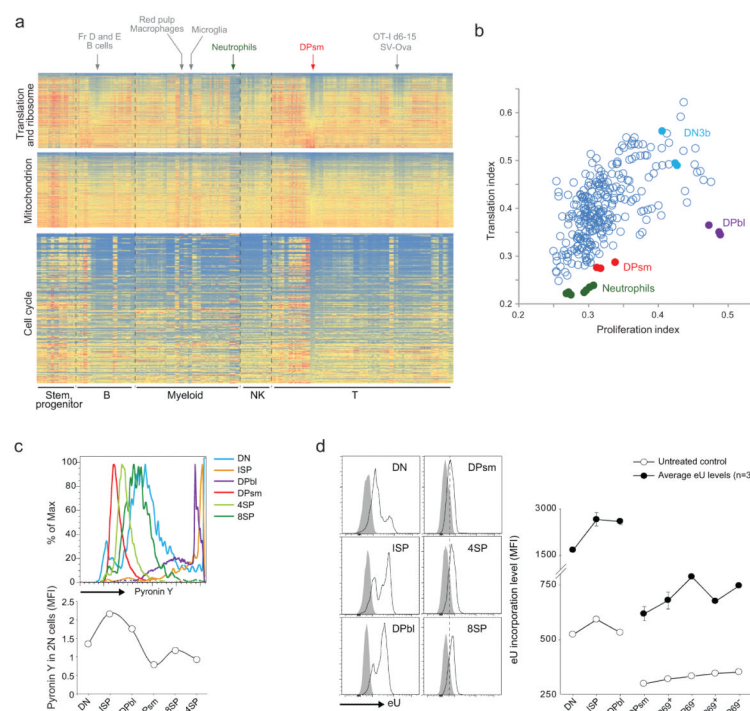 a
Fr D and E
B cells
Red pulp
Macrophages
Microglia
Neutrophils
DPsm
OT-I d6-15
SV-Ova
Translation
and ribosome
Mitochondrion
Cell cycle
Stem,
progenitor
B
Myeloid
NK
T
b
Translation index
0.6
0.5
0.4
0.3
0.2
DN3b
DPbl
DPsm
Neutrophils
0.2
0.3
0.4
0.5
Proliferation index
c
% of Max
100
80
60
40
20
0
DN
ISP
DPbl
DPsm
4SP
8SP
Pyronin Y
Pyronin Y in 2N cells (MFI)
2.5
2
1.5
1
0.5
0
DN
ISP
DPbl
DPsm
8SP
4SP
d
DN
DPsm
ISP
4SP
DPbl
8SP
eU
Untreated control
Average eU levels (n=3
eU incorporation level (MFI)
3000
1500
750
500
250
DN
ISP
DPbl
DPsm